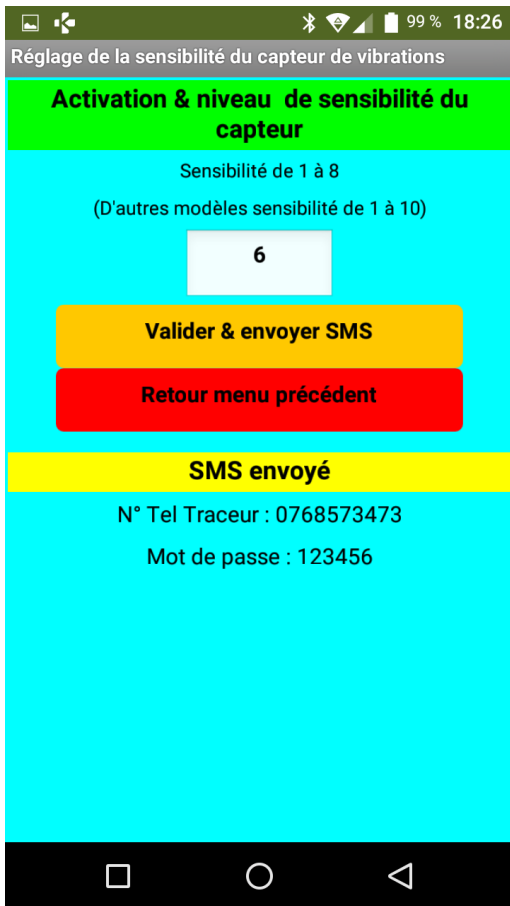 99 % 18:26
Réglage de la sensibilité du capteur de vibrations
Activation & niveau de sensibilité du
capteur
Sensibilité de 1 à 8
(D'autres modèles sensibilité de 1 à 10)
6
Valider & envoyer SMS
Retour menu précédent
SMS envoyé
N° Tel Traceur : 0768573473
Mot de passe : 123456